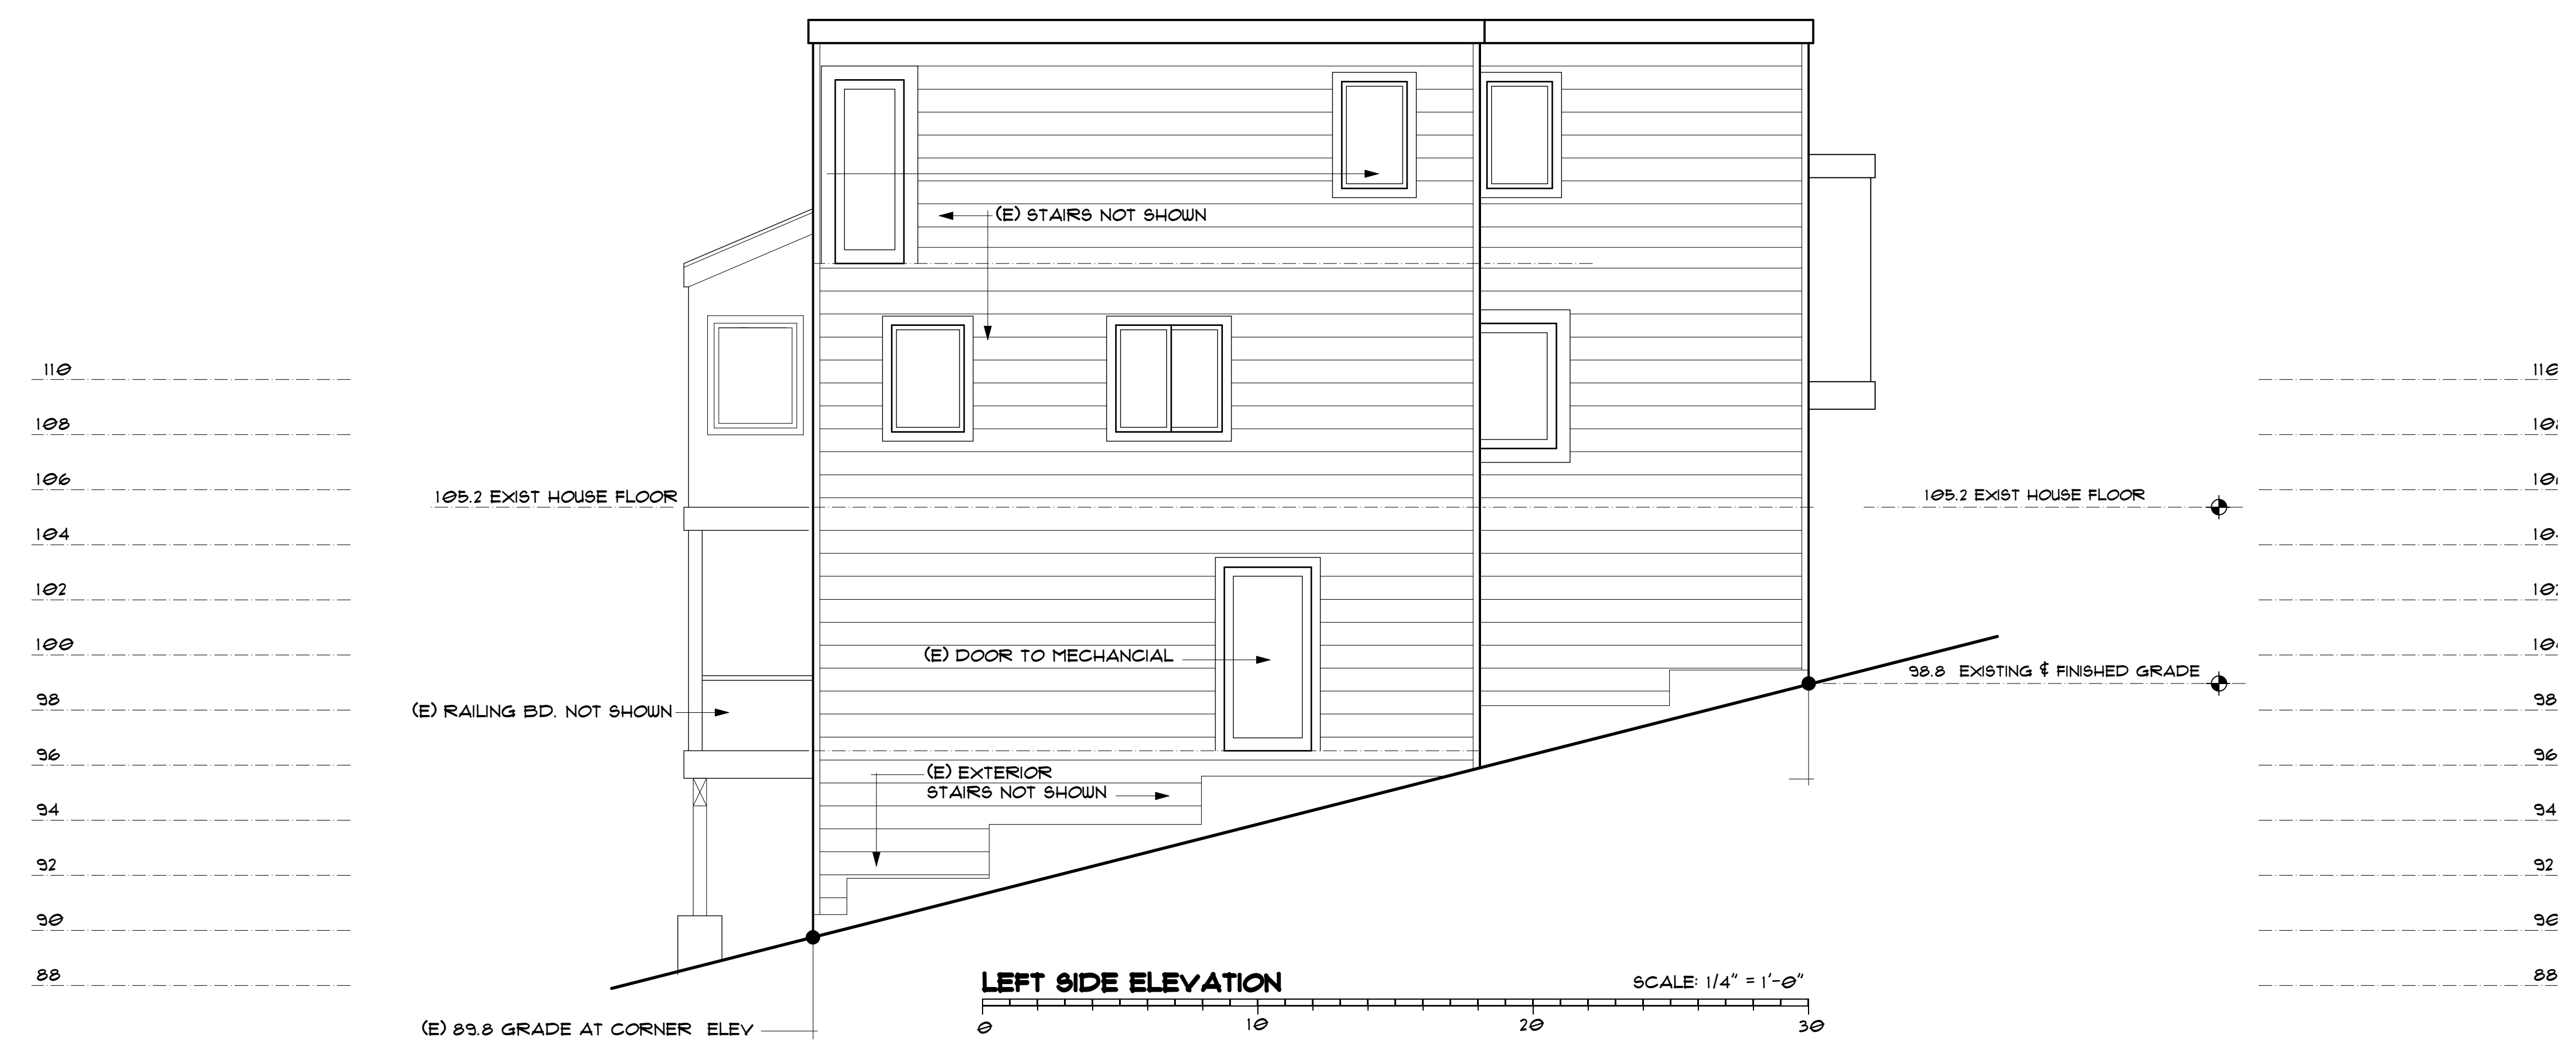 (E) STAIRS NOT SHOWN
110
108
106
104
102
100
98
96
94
92
90
88
105.2 EXIST HOUSE FLOOR
(E) DOOR TO MECHANCIAL
(E) RAILING BD. NOT SHOWN
(E) EXTERIOR
STAIRS NOT SHOWN
(E) 89.8 GRADE AT CORNER ELEV
LEFT SIDE ELEVATION
SCALE: 1/4" = 1'-0"
0 10 20 30
105.2 EXIST HOUSE FLOOR
98.8 EXISTING & FINISHED GRADE
98
96
94
92
88